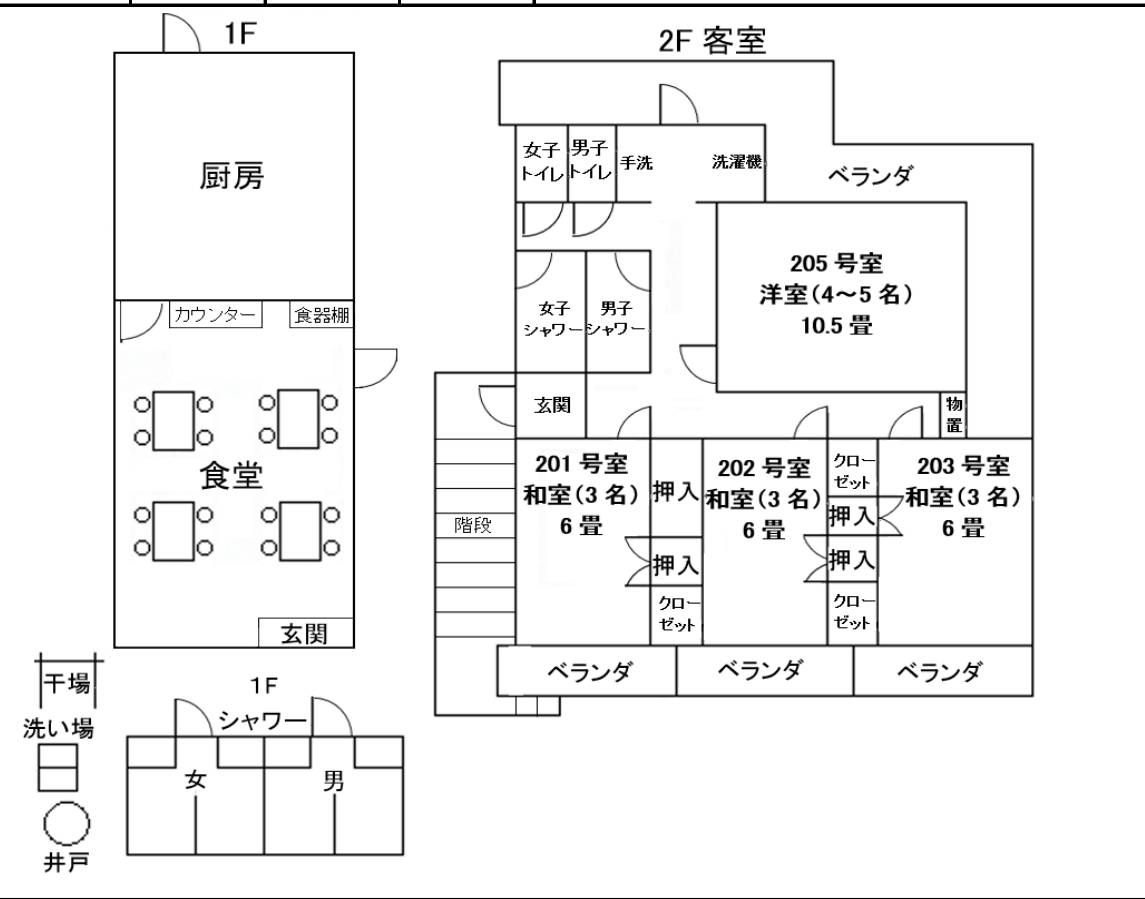 1F
厨房
カウンター
食器棚
食堂
玄関
干場
洗い場
井戸
1F
シャワー
女
男
2F 客室
女子
トイレ
男子
トイレ
手洗
洗濯機
ベランダ
205 号室
洋室(4~5 名)
10.5 畳
女子
シャワー
男子
シャワー
玄関
物
置
階段
201 号室
和室(3 名)
6 畳
押入
押入
クロー
ゼット
202 号室
和室(3 名)
6 畳
クロー
ゼット
押入
押入
クロー
ゼット
203 号室
和室(3 名)
6 畳
ベランダ
ベランダ
ベランダ